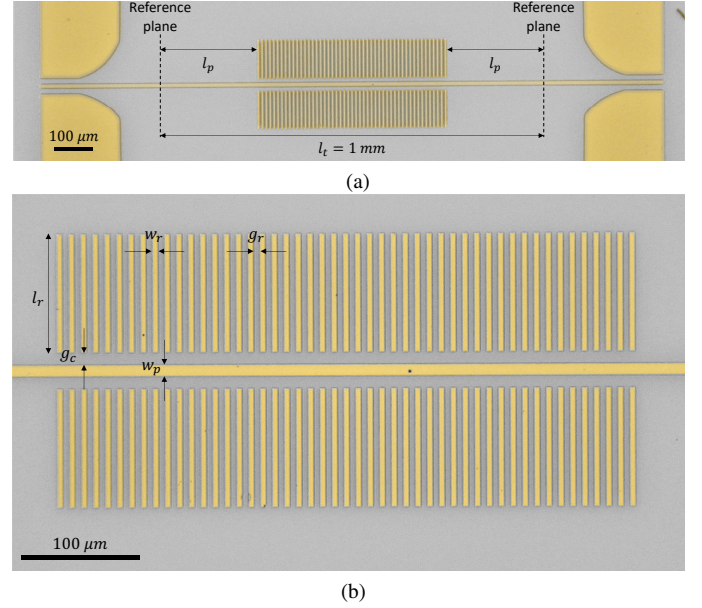 Reference plane
Reference plane
l_p
l_p
100 μm
l_t = 1 mm
(a)
w_r
g_r
l_r
g_c
w_p
100 μm
(b)